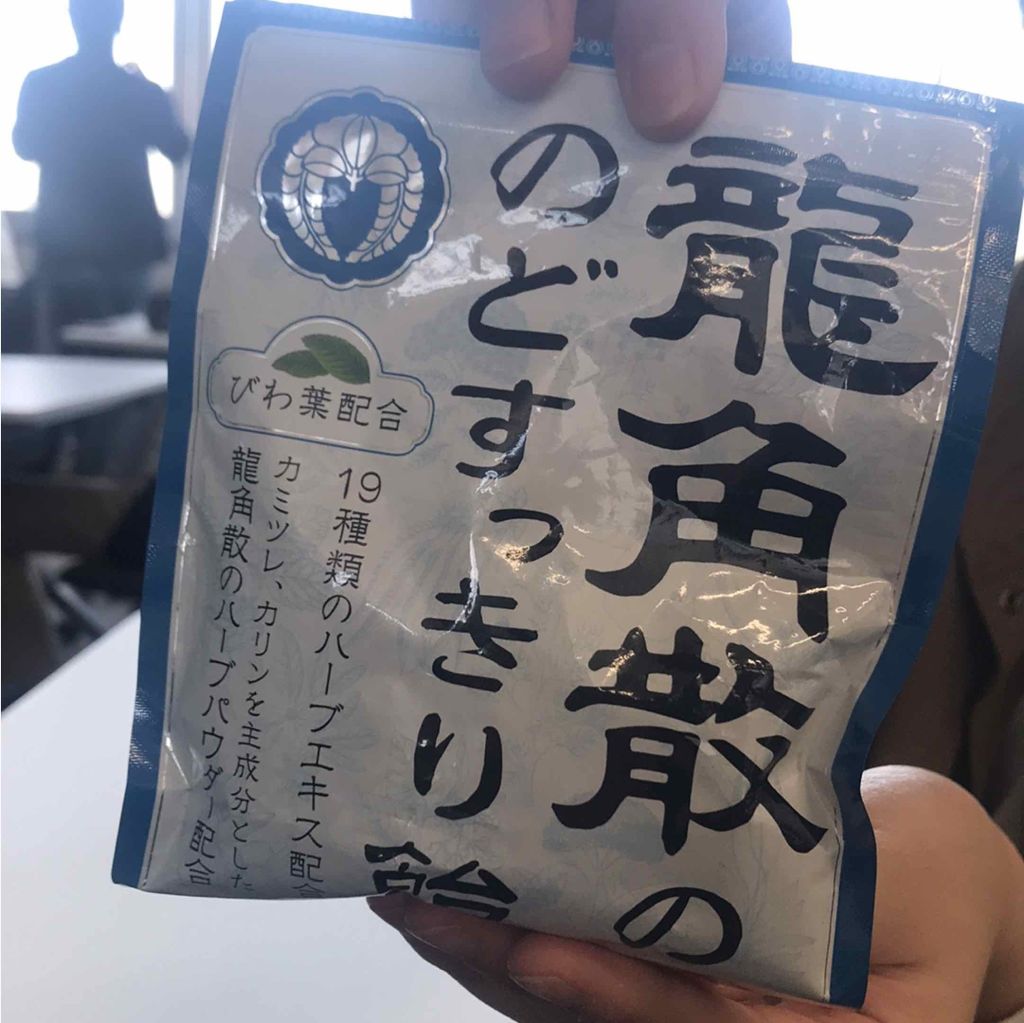 龍角散の
のどすっきり飴
びわ葉配合
19種類のハーブエキス配合
カミツレ、カリンを主成分とした
龍角散のハーブパウダー配合